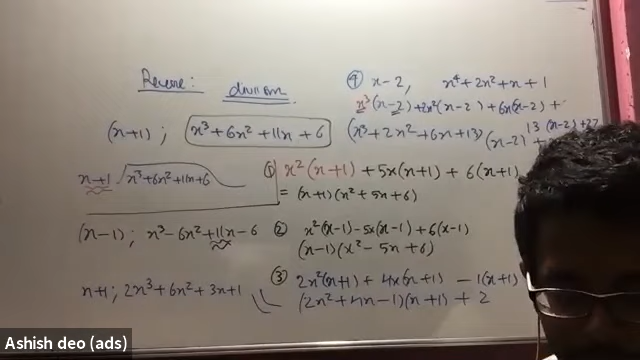 Reverse: division
(x+1) ; x³+6x²+11x+6
x+1 x³+6x²+11x+6
① x²(x+1) + 5x(x+1) + 6(x+1)
= (x+1)(x²+5x+6)
(x-1) ; x³-6x²+11x-6
② x²(x-1)-5x(x-1)+6(x-1)
(x-1)(x²-5x+6)
x+1 ; 2x³+6x²+3x+1
③ 2x²(x+1) + 4x(x+1) - 1(x+1)
(2x²+4x-1)(x+1) + 2
④ x-2, x⁴+2x²+x+1
x³(x-2)+2x²(x-2)+6x(x-2)+
13(x-2)+27
(x³+2x²+6x+13)(x-2)+
Ashish deo (ads)